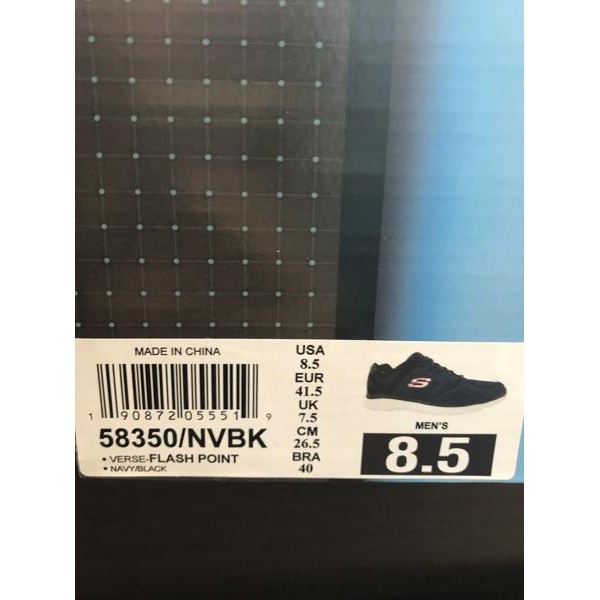 MADE IN CHINA
1 90872 05551 9
58350/NVBK
• VERSE-FLASH POINT
• NAVY/BLACK
USA
8.5
EUR
41.5
UK
7.5
CM
26.5
BRA
40
S
MEN'S
8.5